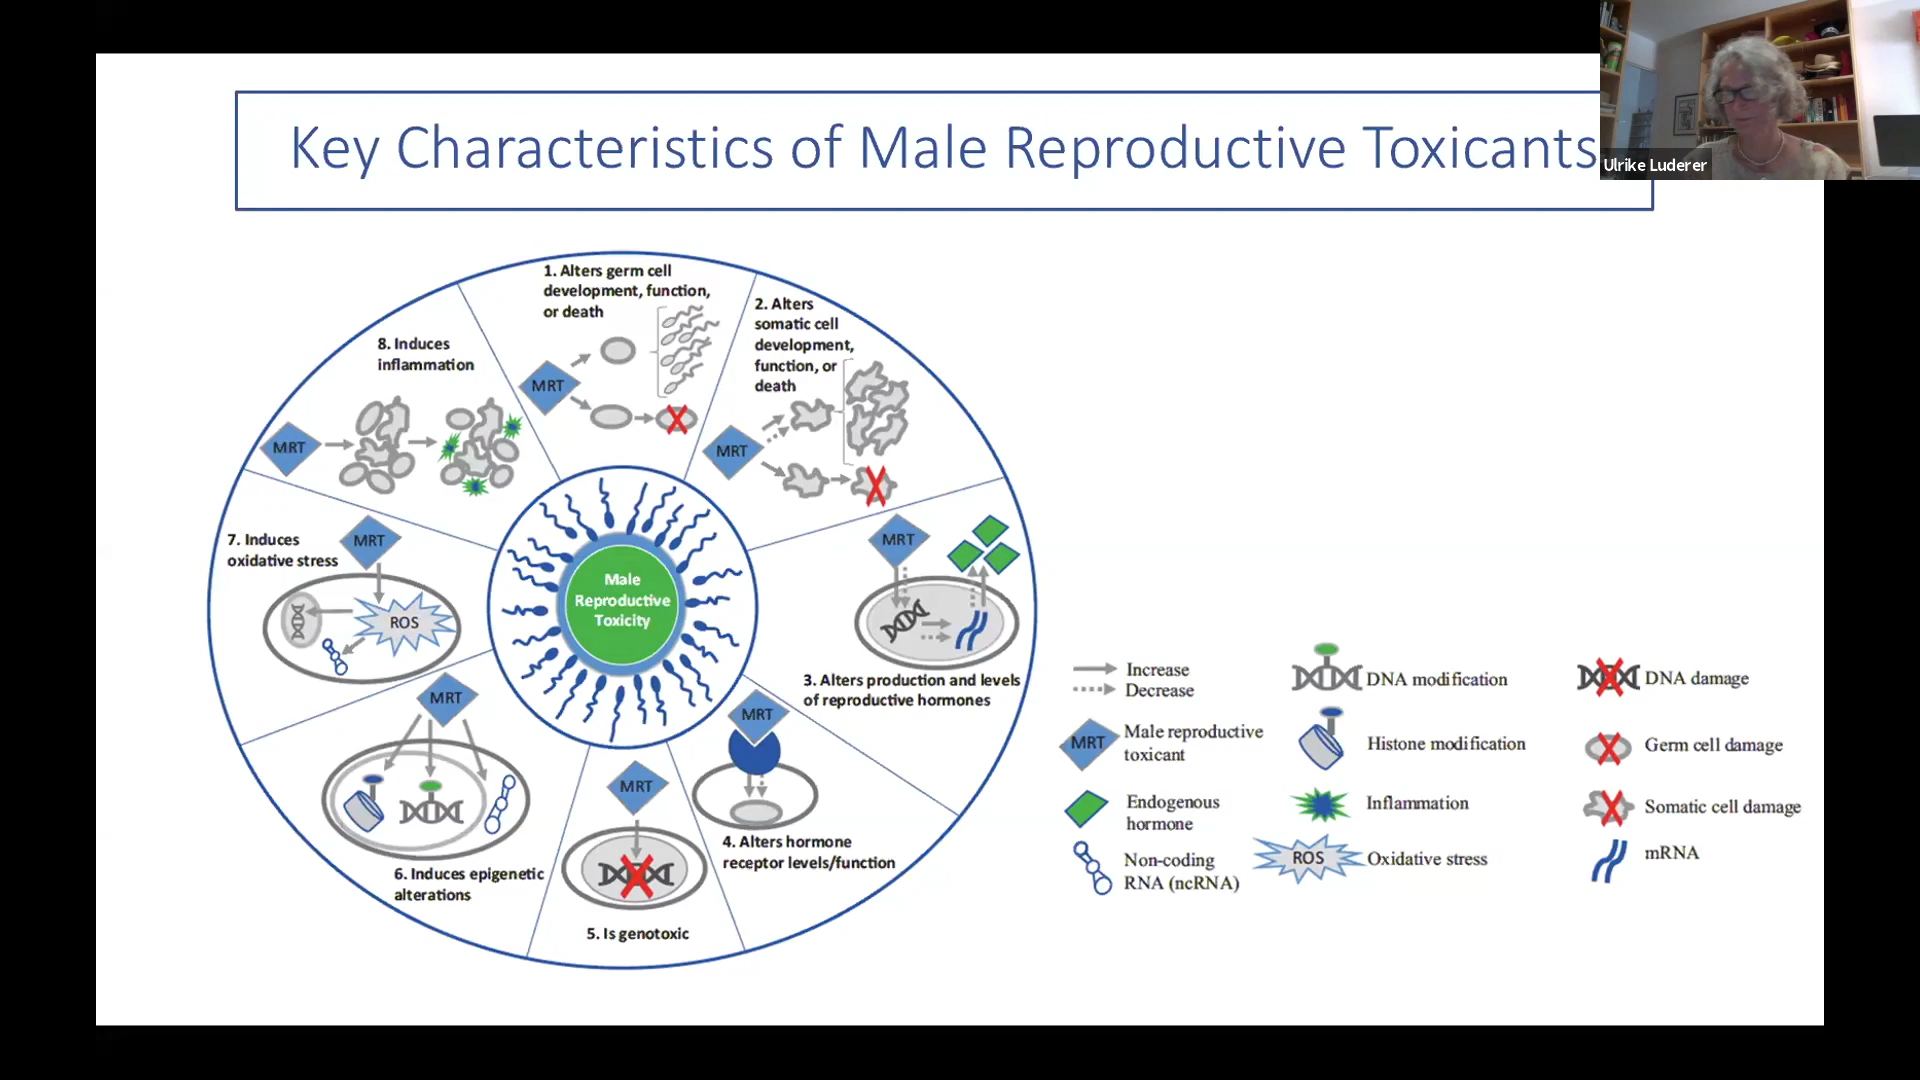 Key Characteristics of Male Reproductive Toxicants
Ulrike Luderer
1. Alters germ cell
development, function,
or death
MRT
2. Alters
somatic cell
development,
function, or
death
MRT
MRT
3. Alters production and levels
of reproductive hormones
MRT
4. Alters hormone
receptor levels/function
MRT
5. Is genotoxic
MRT
6. Induces epigenetic
alterations
7. Induces
oxidative stress
MRT
ROS
8. Induces
inflammation
MRT
Male
Reproductive
Toxicity
Increase
Decrease
MRT
Male reproductive
toxicant
Endogenous
hormone
Non-coding
RNA (ncRNA)
DNA modification
Histone modification
Inflammation
ROS
Oxidative stress
DNA damage
Germ cell damage
Somatic cell damage
mRNA